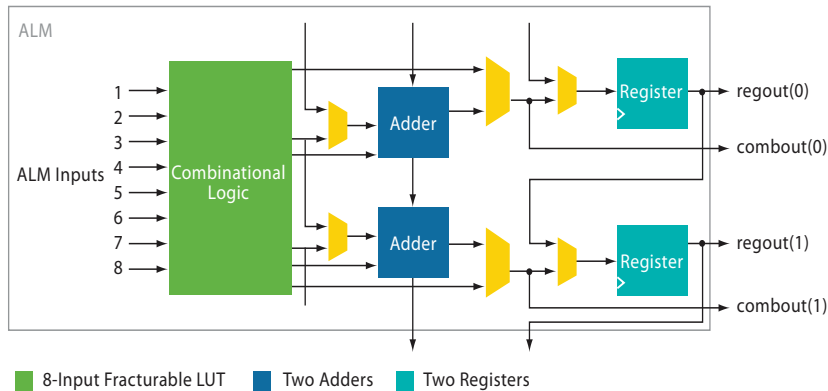 ALM
ALM Inputs
1
2
3
4
5
6
7
8
Combinational
Logic
Adder
Adder
Register
Register
regout(0)
combout(0)
regout(1)
combout(1)
8-Input Fracturable LUT
Two Adders
Two Registers